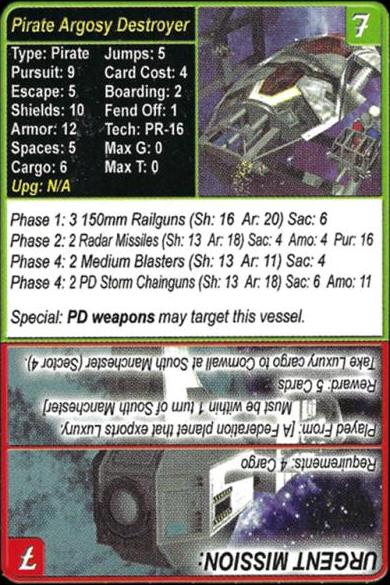 Pirate Argosy Destroyer
7
Type: Pirate Jumps: 5
Pursuit: 9 Card Cost: 4
Escape: 5 Boarding: 2
Shields: 10 Fend Off: 1
Armor: 12 Tech: PR-16
Spaces: 5 Max G: 0
Cargo: 6 Max T: 0
Upg: N/A
Phase 1: 3 150mm Railguns (Sh: 16 Ar: 20) Sac: 6
Phase 2: 2 Radar Missiles (Sh: 13 Ar: 18) Sac: 4 Amo: 4 Pur: 16
Phase 4: 2 Medium Blasters (Sh: 13 Ar: 11) Sac: 4
Phase 4: 2 PD Storm Chainguns (Sh: 13 Ar: 18) Sac: 6 Amo: 11
Special: PD weapons may target this vessel.
URGENT MISSION:
7
Requirements: 4 Cargo
Played From: [A Federation planet that exports Luxury.
Must be within 1 turn of South Manchester]
Reward: 5 Cards
Take Luxury cargo to Cornwall at South Manchester (Sector 4).